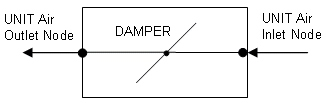 UNIT Air
Outlet Node
DAMPER
UNIT Air
Inlet Node